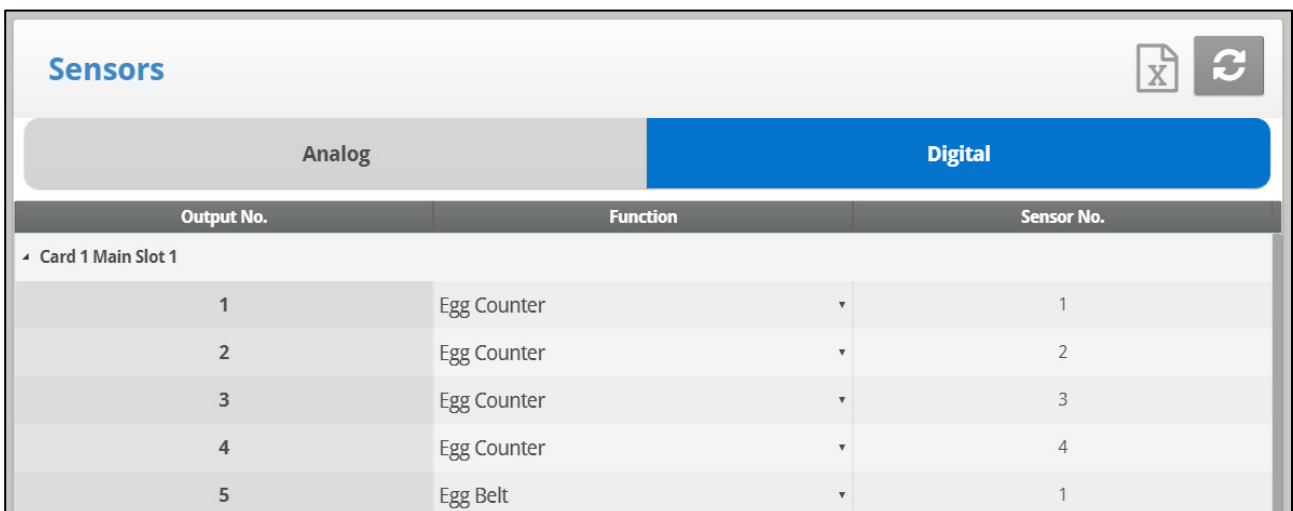 Sensors
X
Analog Digital
Output No. Function Sensor No.
Card 1 Main Slot 1
1 Egg Counter 1
2 Egg Counter 2
3 Egg Counter 3
4 Egg Counter 4
5 Egg Belt 1